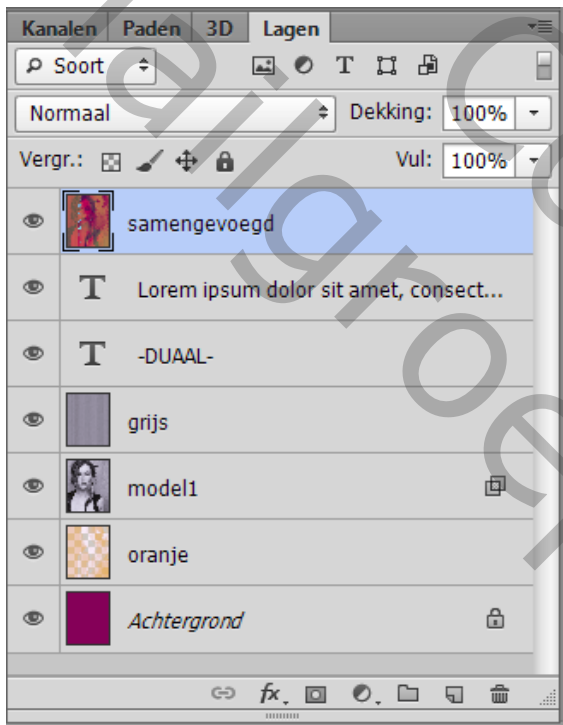 Kanalen Paden 3D Lagen
Soort T
Normaal Dekking: 100%
Vergr.: Vul: 100%
samengevoegd
T Lorem ipsum dolor sit amet, consect...
T -DUAAL-
grijs
model1
oranje
Achtergrond
fx